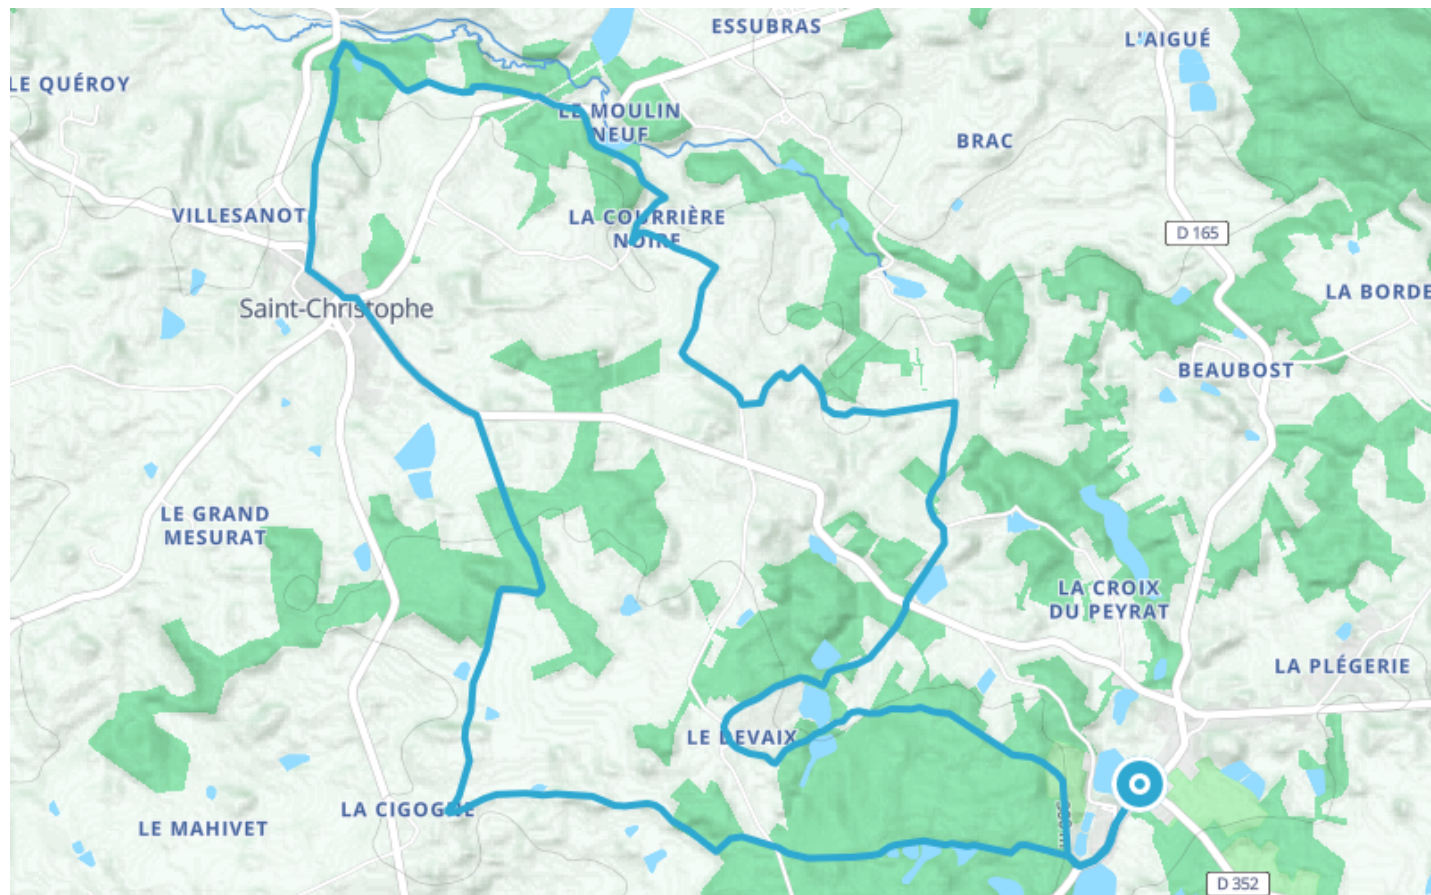 ESSUBRAS
L'AIGUÉ
LE QUÉROY
LE MOULIN
NEUF
BRAC
VILLESANOT
LA COURRIÈRE
NOIRE
D 165
LA BORDE
Saint-Christophe
BEAUBOST
LE GRAND
MESURAT
LA CROIX
DU PEYRAT
LA PLÉGERIE
LE DEVAIX
LA CIGOGNE
LE MAHIVET
D 352